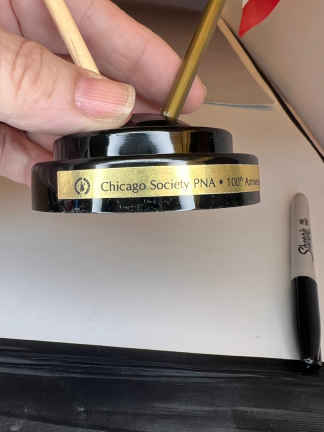 Chicago Society PNA • 100th
Sharpie